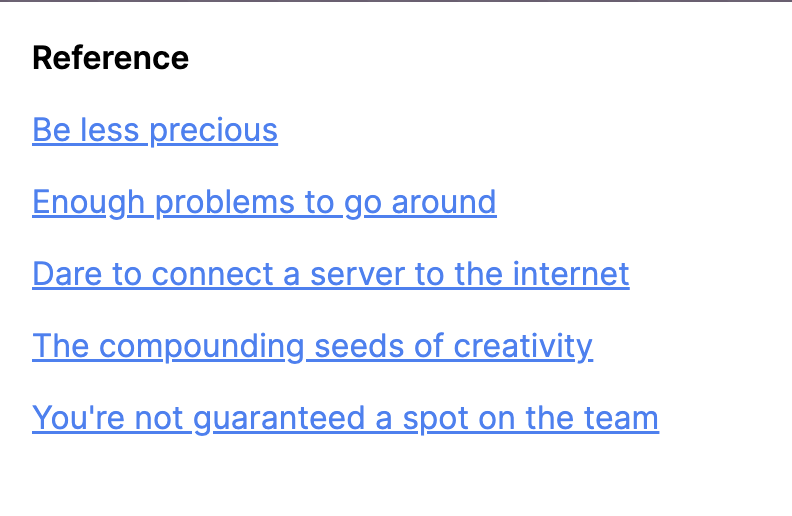 Reference
Be less precious
Enough problems to go around
Dare to connect a server to the internet
The compounding seeds of creativity
You're not guaranteed a spot on the team